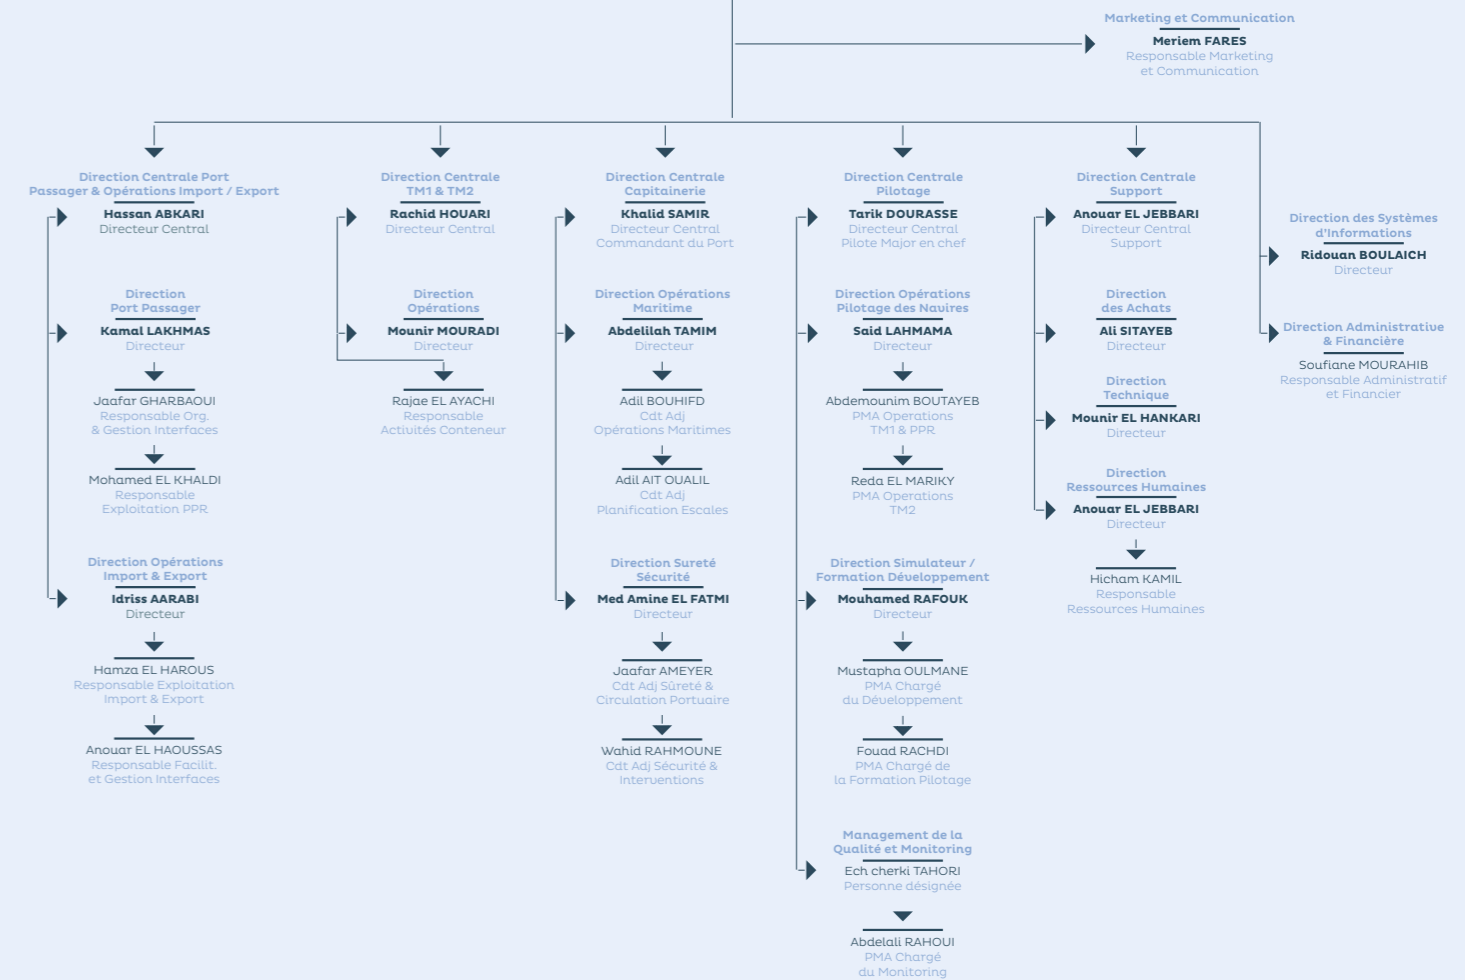 Marketing et Communication
Meriem FARES
Responsable Marketing
et Communication
Direction Centrale Port
Passager & Opérations Import / Export
Hassan ABKARI
Directeur Central
Direction
Port Passager
Kamal LAKHMAS
Directeur
Jaafar GHARBAOUI
Responsable Org.
& Gestion Interfaces
Mohamed EL KHALDI
Responsable
Exploitation PPR
Direction Opérations
Import & Export
Idriss AARABI
Directeur
Hamza EL HAROUS
Responsable Exploitation
Import & Export
Anouar EL HAOUSSAS
Responsable Facilit.
et Gestion Interfaces
Direction Centrale
TM1 & TM2
Rachid HOUARI
Directeur Central
Direction
Opérations
Mounir MOURADI
Directeur
Rajae EL AYACHI
Responsable
Activités Conteneur
Direction Centrale
Capitainerie
Khalid SAMIR
Directeur Central
Commandant du Port
Direction Opérations
Maritime
Abdelilah TAMIM
Directeur
Adil BOUHIFD
Cdt Adj
Opérations Maritimes
Adil AIT OUALIL
Cdt Adj
Planification Escales
Direction Sureté
Sécurité
Med Amine EL FATMI
Directeur
Jaafar AMEYER
Cdt Adj Sûreté &
Circulation Portuaire
Wahid RAHMOUNE
Cdt Adj Sécurité &
Interventions
Direction Centrale
Pilotage
Tarik DOURASSE
Directeur Central
Pilote Major en chef
Direction Opérations
Pilotage des Navires
Said LAHMAMA
Directeur
Abdemounim BOUTAYEB
PMA Operations
TM1 & PPR
Reda EL MARIKY
PMA Operations
TM2
Direction Simulateur /
Formation Développement
Mouhamed RAFOUK
Directeur
Mustapha OULMANE
PMA Chargé
du Développement
Fouad RACHDI
PMA Chargé de
la Formation Pilotage
Management de la
Qualité et Monitoring
Ech cherki TAHORI
Personne désignée
Abdelali RAHOUI
PMA Chargé
du Monitoring
Direction Centrale
Support
Anouar EL JEBBARI
Directeur Central
Support
Direction
des Achats
Ali SITAYEB
Directeur
Direction
Technique
Mounir EL HANKARI
Directeur
Direction
Ressources Humaines
Anouar EL JEBBARI
Directeur
Hicham KAMIL
Responsable
Ressources Humaines
Direction des Systèmes
d'Informations
Ridouan BOULAICH
Directeur
Direction Administrative
& Financière
Soufiane MOURAHIB
Responsable Administratif
et Financier